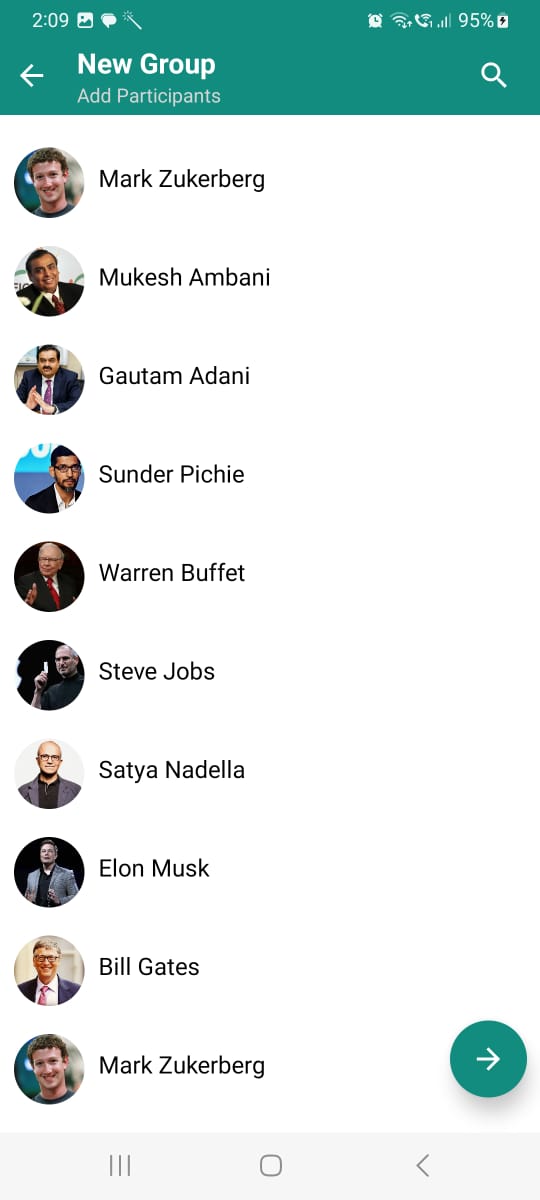 2:09 95%
New Group
Add Participants
Mark Zukerberg
Mukesh Ambani
Gautam Adani
Sunder Pichie
Warren Buffet
Steve Jobs
Satya Nadella
Elon Musk
Bill Gates
Mark Zukerberg